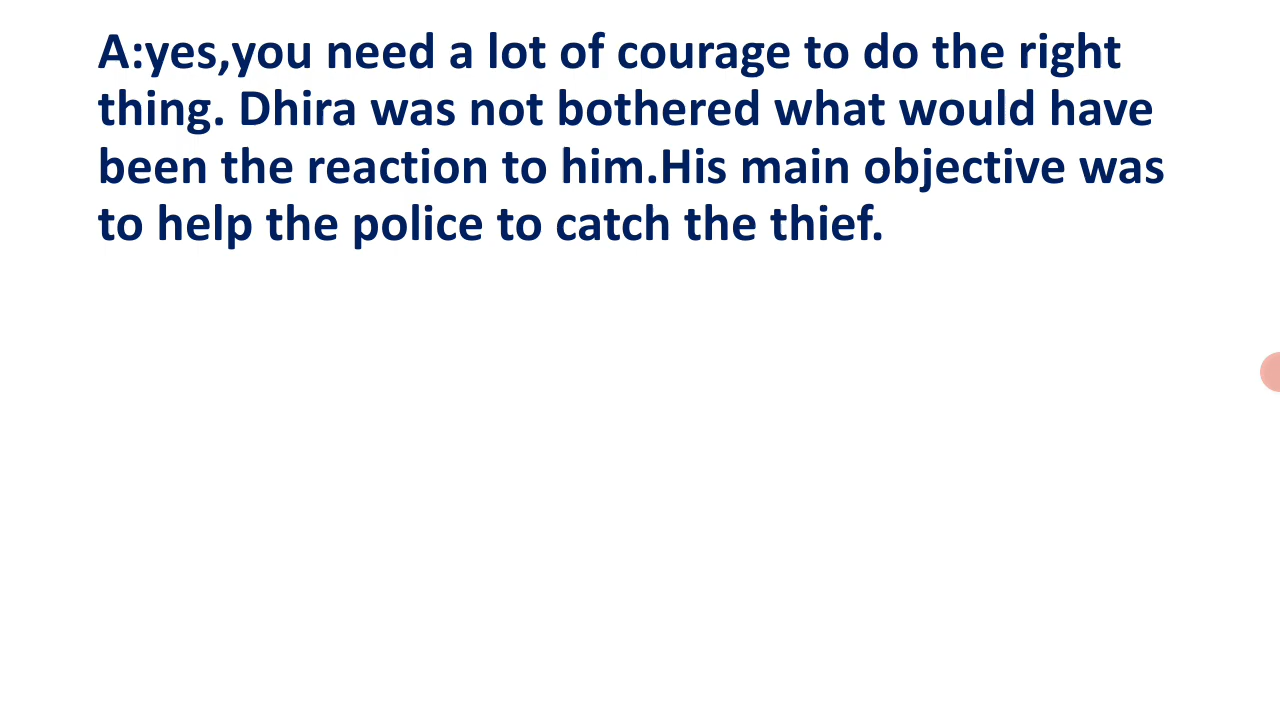 A:yes,you need a lot of courage to do the right
thing. Dhira was not bothered what would have
been the reaction to him.His main objective was
to help the police to catch the thief.